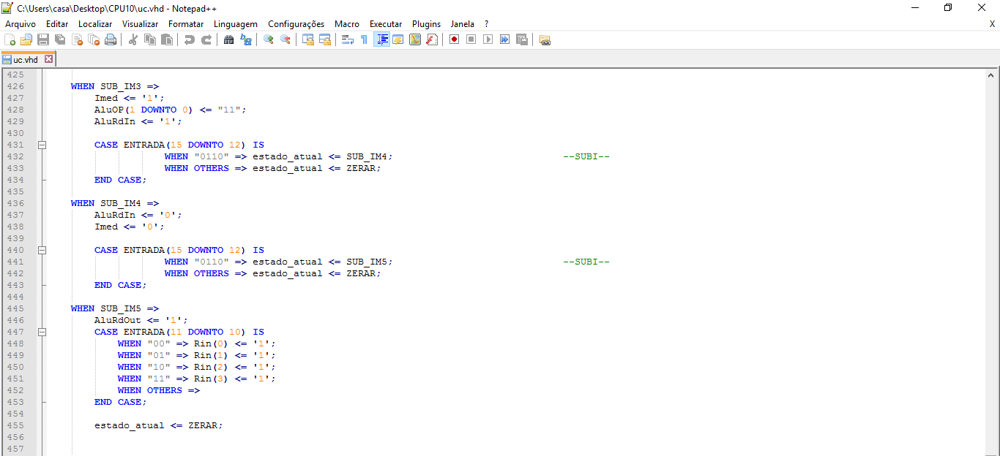 C:\Users\casa\Desktop\CPU10\uc.vhd - Notepad++
Arquivo Editar Localizar Visualizar Formatar Linguagem Configurações Macro Executar Plugins Janela ? X
uc.vhd
425
426 WHEN SUB_IM3 =>
427 Imed <= '1';
428 AluOP(1 DOWNTO 0) <= "11";
429 AluRdIn <= '1';
430
431 CASE ENTRADA(15 DOWNTO 12) IS
432 WHEN "0110" => estado_atual <= SUB_IM4; --SUBI--
433 WHEN OTHERS => estado_atual <= ZERAR;
434 END CASE;
435
436 WHEN SUB_IM4 =>
437 AluRdIn <= '0';
438 Imed <= '0';
439
440 CASE ENTRADA(15 DOWNTO 12) IS
441 WHEN "0110" => estado_atual <= SUB_IM5; --SUBI--
442 WHEN OTHERS => estado_atual <= ZERAR;
443 END CASE;
444
445 WHEN SUB_IM5 =>
446 AluRdOut <= '1';
447 CASE ENTRADA(11 DOWNTO 10) IS
448 WHEN "00" => Rin(0) <= '1';
449 WHEN "01" => Rin(1) <= '1';
450 WHEN "10" => Rin(2) <= '1';
451 WHEN "11" => Rin(3) <= '1';
452 WHEN OTHERS =>
453 END CASE;
454
455 estado_atual <= ZERAR;
456
457